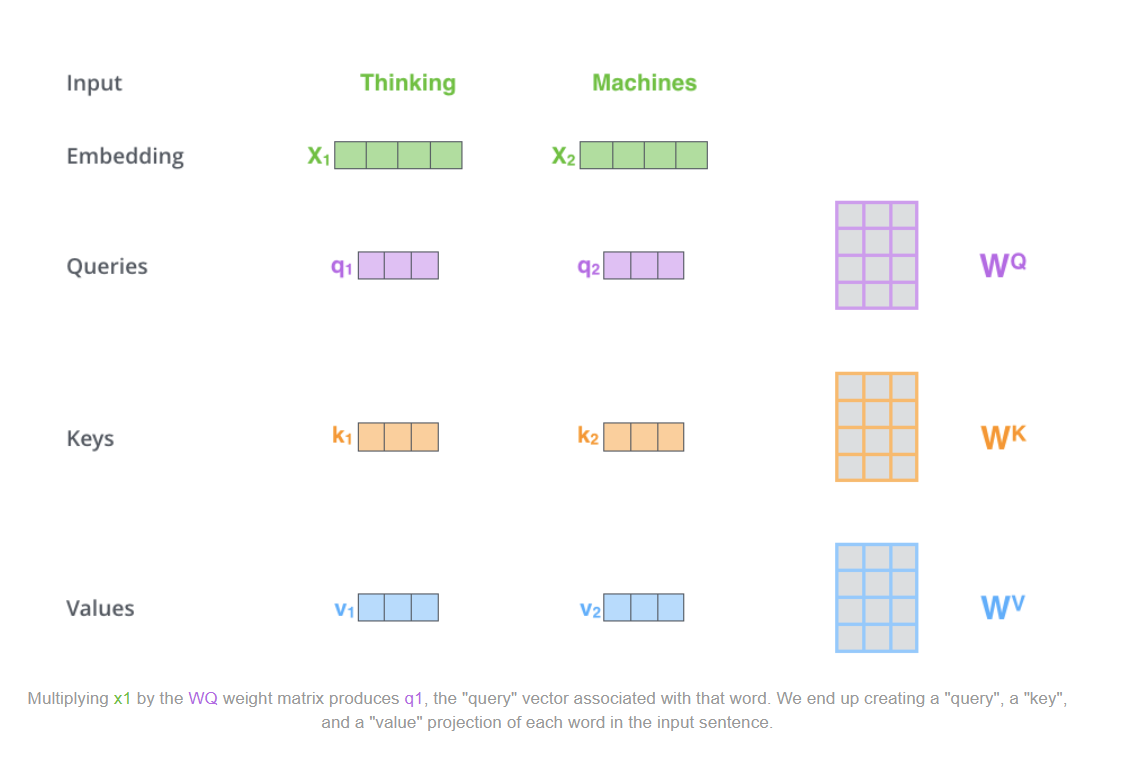 Input Thinking Machines
Embedding X1 X2
Queries q1 q2 WQ
Keys k1 k2 WK
Values v1 v2 WV
Multiplying x1 by the WQ weight matrix produces q1, the "query" vector associated with that word. We end up creating a "query", a "key",
and a "value" projection of each word in the input sentence.